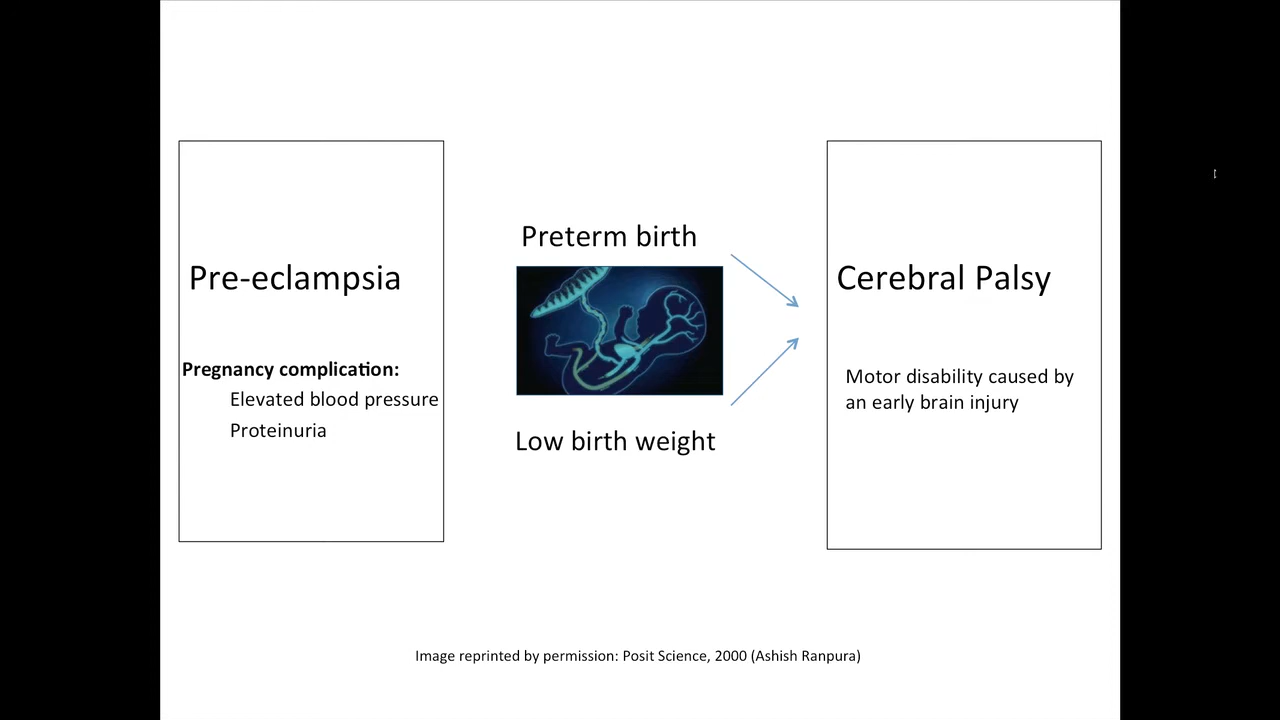 Pre-eclampsia
Pregnancy complication:
Elevated blood pressure
Proteinuria
Preterm birth
Low birth weight
Cerebral Palsy
Motor disability caused by
an early brain injury
Image reprinted by permission: Posit Science, 2000 (Ashish Ranpura)